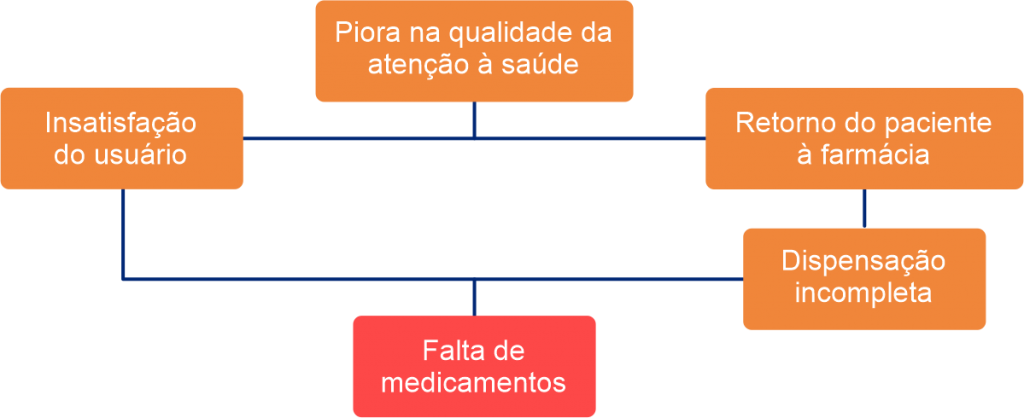 Piora na qualidade da
atenção à saúde
Insatisfação
do usuário
Retorno do paciente
à farmácia
Dispensação
incompleta
Falta de
medicamentos